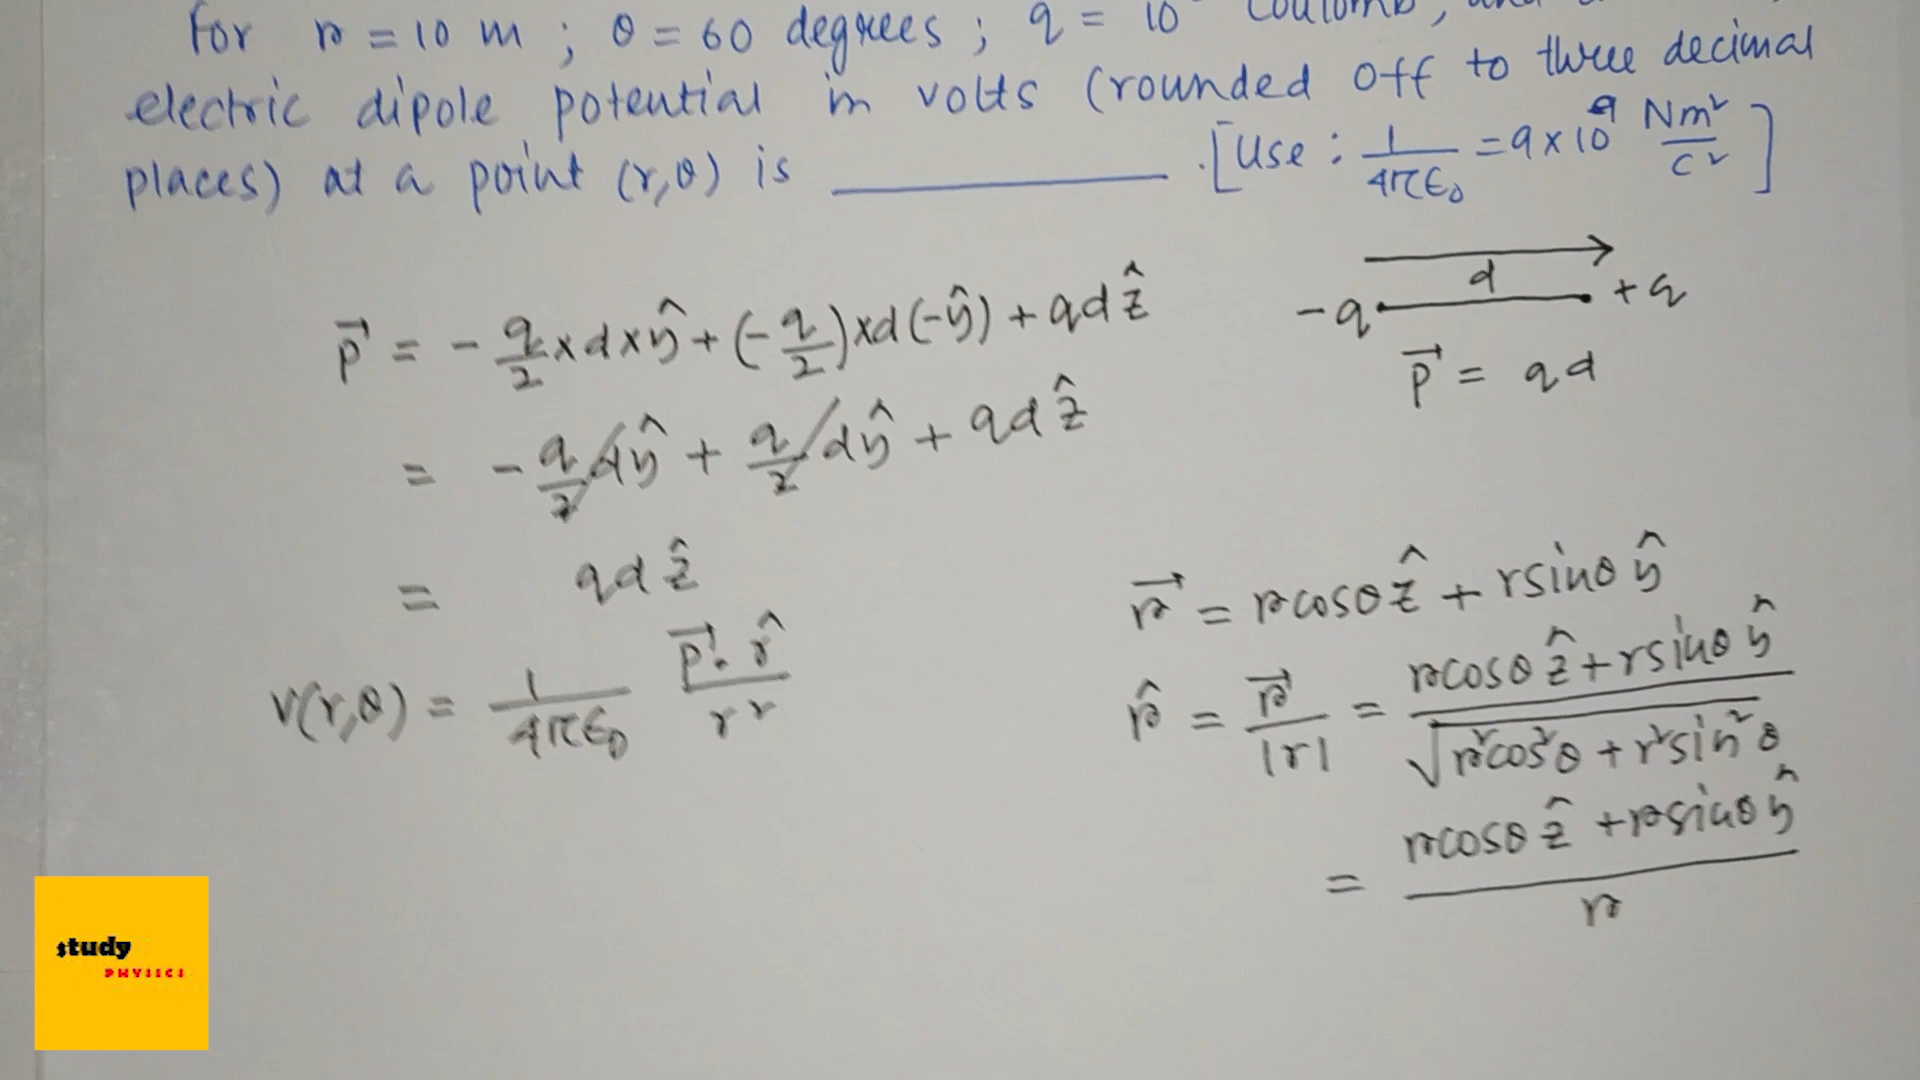 For r = 10 m ; θ = 60 degrees ; q = 10 Coulomb,
electric dipole potential in volts (rounded off to three decimal
places) at a point (r,θ) is ________ . [Use : 1/4πε₀ = 9×10⁹ Nm²/C²]
d
-q +q
p⃗ = - q/2 × d × ŷ + (-q/2) × d (-ŷ) + qd ẑ
p⃗ = qd
= - q/2 dŷ + q/2 dŷ + qd ẑ
= qd ẑ
r⃗ = r cosθ ẑ + r sinθ ŷ
V(r,θ) = 1/4πε₀ p⃗ . r̂ / r²
r̂ = r⃗/|r| = r cosθ ẑ + r sinθ ŷ / √r²cos²θ + r²sin²θ
= r cosθ ẑ + r sinθ ŷ / r
study
PHYSICS